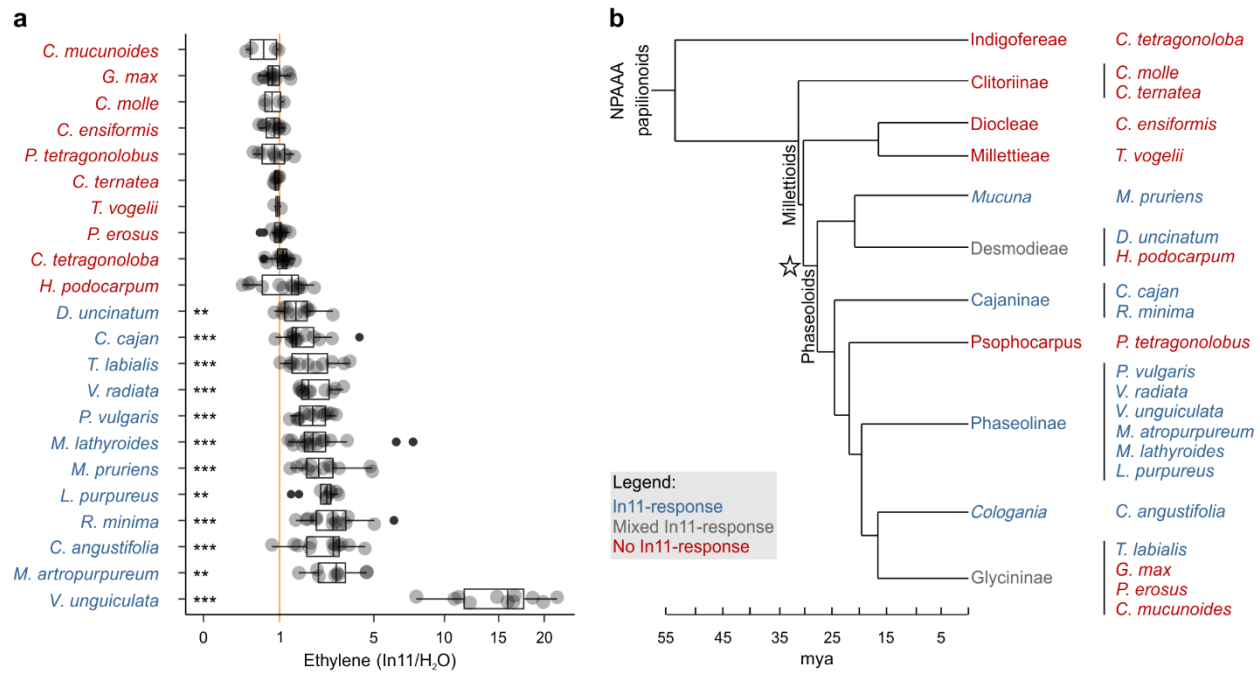 a
C. mucunoides
G. max
C. molle
C. ensiformis
P. tetragonolobus
C. ternatea
T. vogelii
P. erosus
C. tetragonoloba
H. podocarpum
D. uncinatum **
C. cajan ***
T. labialis ***
V. radiata ***
P. vulgaris ***
M. lathyroides ***
M. pruriens ***
L. purpureus **
R. minima ***
C. angustifolia ***
M. artropurpureum **
V. unguiculata ***
0 1 5 10 15 20
Ethylene (In11/H₂O)
b
NPAAA
papilionoids
Millettioids
Phaseoloids
Indigofereae C. tetragonoloba
Clitoriinae
C. molle
C. ternatea
Diocleae C. ensiformis
Millettieae T. vogelii
Mucuna M. pruriens
Desmodieae
D. uncinatum
H. podocarpum
Cajaninae
C. cajan
R. minima
Psophocarpus P. tetragonolobus
Phaseolinae
P. vulgaris
V. radiata
V. unguiculata
M. atropurpureum
M. lathyroides
L. purpureus
Cologania C. angustifolia
Glycininae
T. labialis
G. max
P. erosus
C. mucunoides
Legend:
In11-response
Mixed In11-response
No In11-response
55 45 35 25 15 5
mya